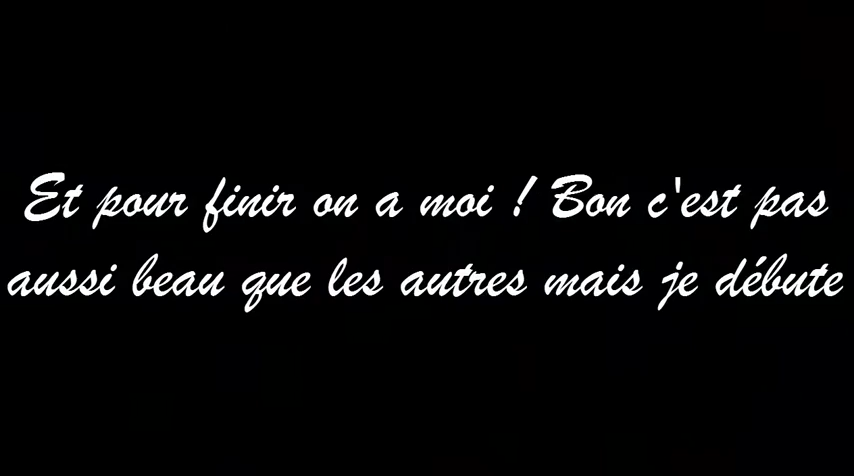 Et pour finir on a moi ! Bon c'est pas
aussi beau que les autres mais je débute